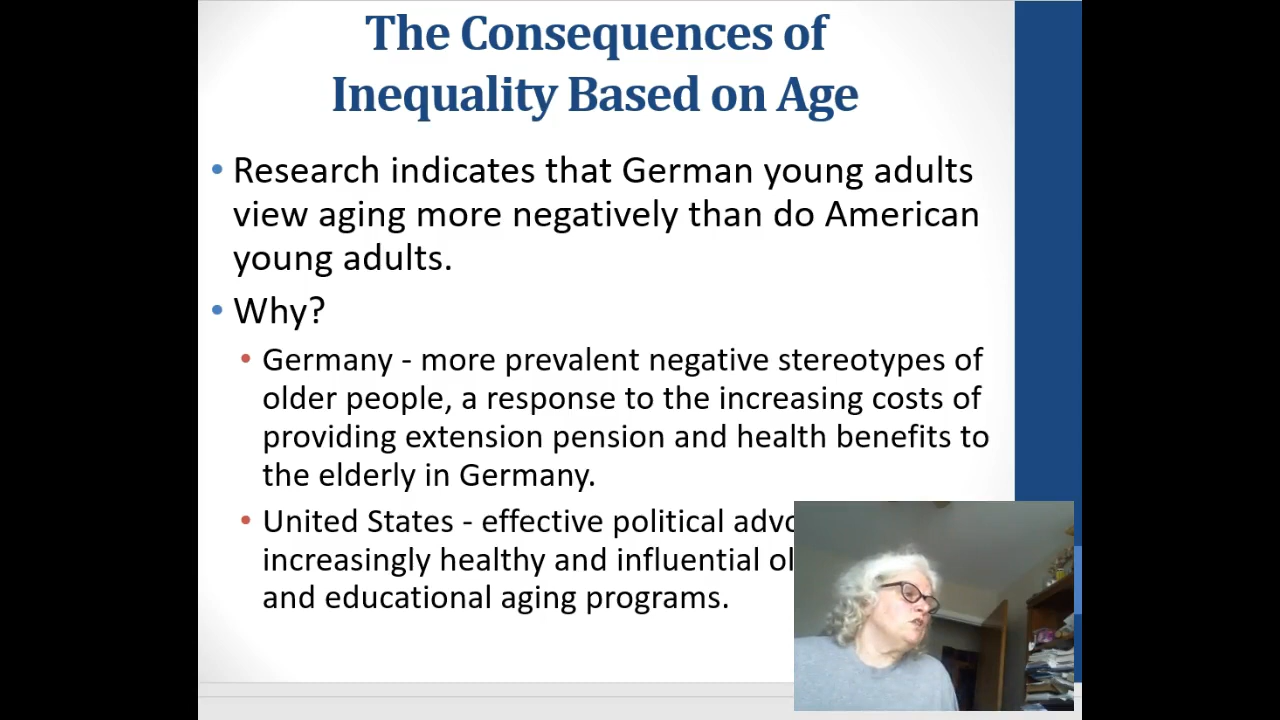 The Consequences of
Inequality Based on Age
• Research indicates that German young adults
view aging more negatively than do American
young adults.
• Why?
• Germany - more prevalent negative stereotypes of
older people, a response to the increasing costs of
providing extension pension and health benefits to
the elderly in Germany.
• United States - effective political
increasingly healthy and influential
and educational aging programs.